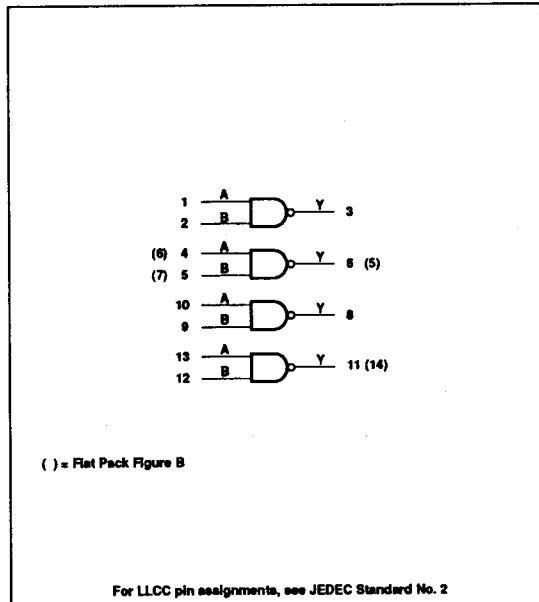 A
1
Y
3
B
2
A
(6) 4
Y
6 (5)
B
(7) 5
A
10
Y
8
B
9
A
13
Y
11 (14)
B
12
( ) = Flat Pack Figure B
For LLCC pin assignments, see JEDEC Standard No. 2